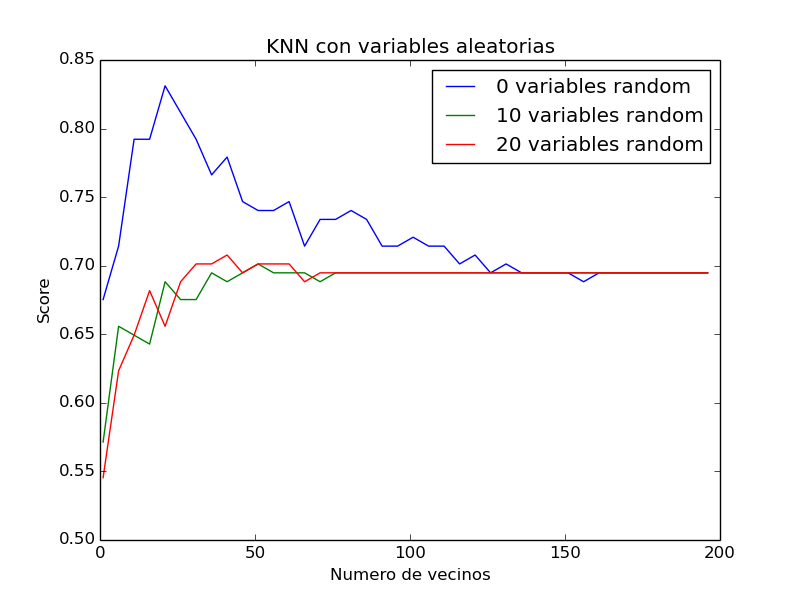 KNN con variables aleatorias
0.85
0.80
0.75
0.70
0.65
0.60
0.55
0.50
Score
0 variables random
10 variables random
20 variables random
0 50 100 150 200
Numero de vecinos